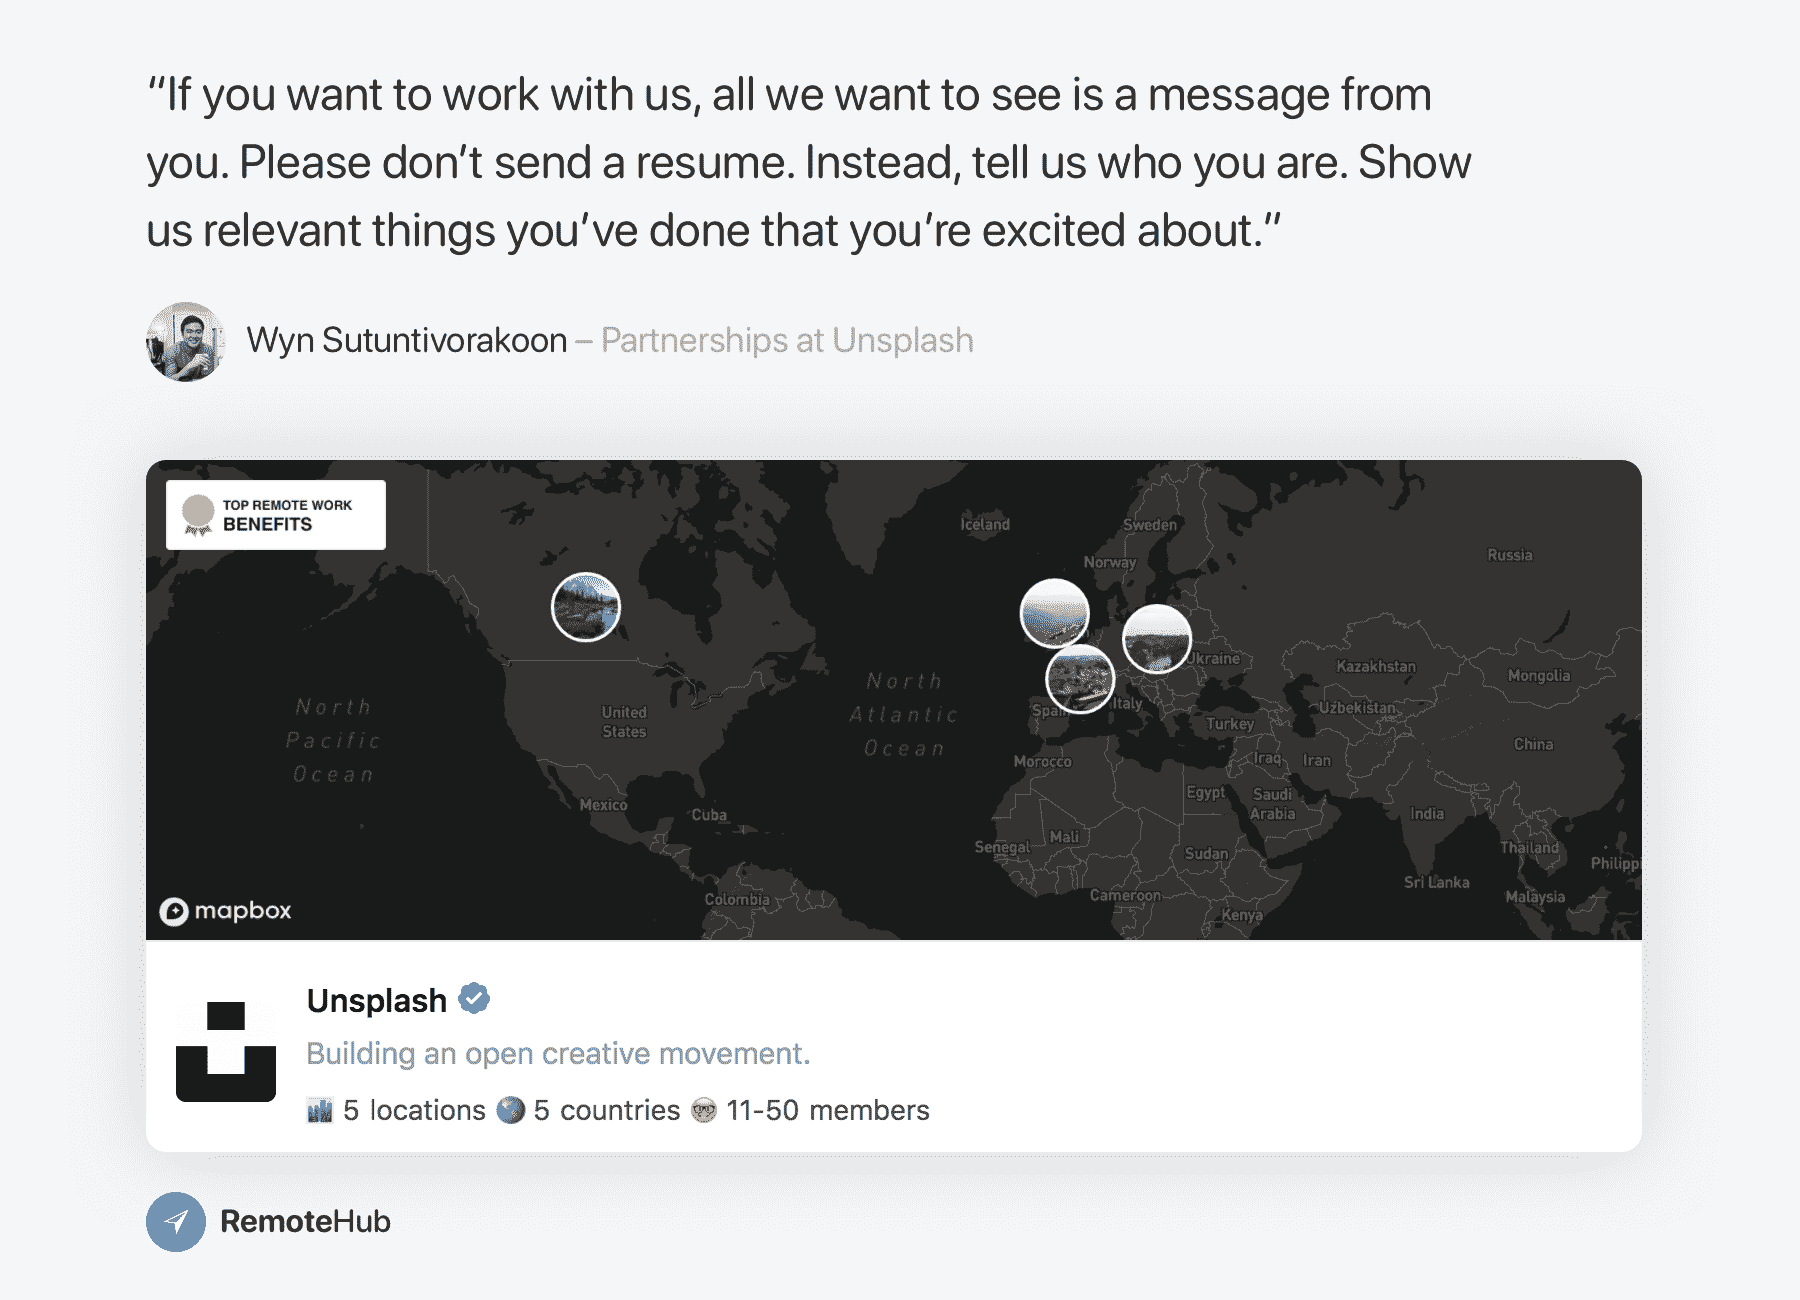 “If you want to work with us, all we want to see is a message from
you. Please don’t send a resume. Instead, tell us who you are. Show
us relevant things you’ve done that you’re excited about.”
Wyn Sutuntivorakoon – Partnerships at Unsplash
TOP REMOTE WORK
BENEFITS
Iceland
Sweden
Norway
Russia
Ukraine
Kazakhstan
Mongolia
North
Pacific
Ocean
United
States
North
Atlantic
Ocean
Spain
Italy
Uzbekistan
Turkey
China
Morocco
Iraq
Iran
Mexico
Cuba
Egypt
Saudi
Arabia
India
Senegal
Mali
Sudan
Thailand
Philippi
Colombia
Cameroon
Kenya
Sri Lanka
Malaysia
mapbox
Unsplash
Building an open creative movement.
5 locations 5 countries 11-50 members
RemoteHub